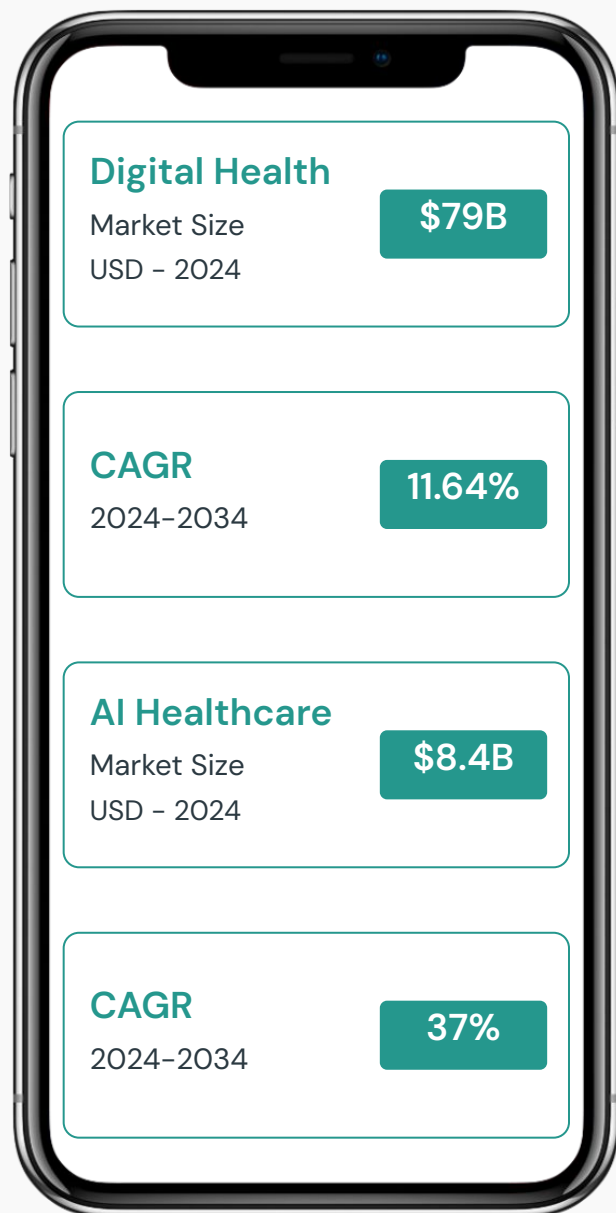 Digital Health
Market Size
USD - 2024
$79B
CAGR
2024-2034
11.64%
AI Healthcare
Market Size
USD - 2024
$8.4B
CAGR
2024-2034
37%